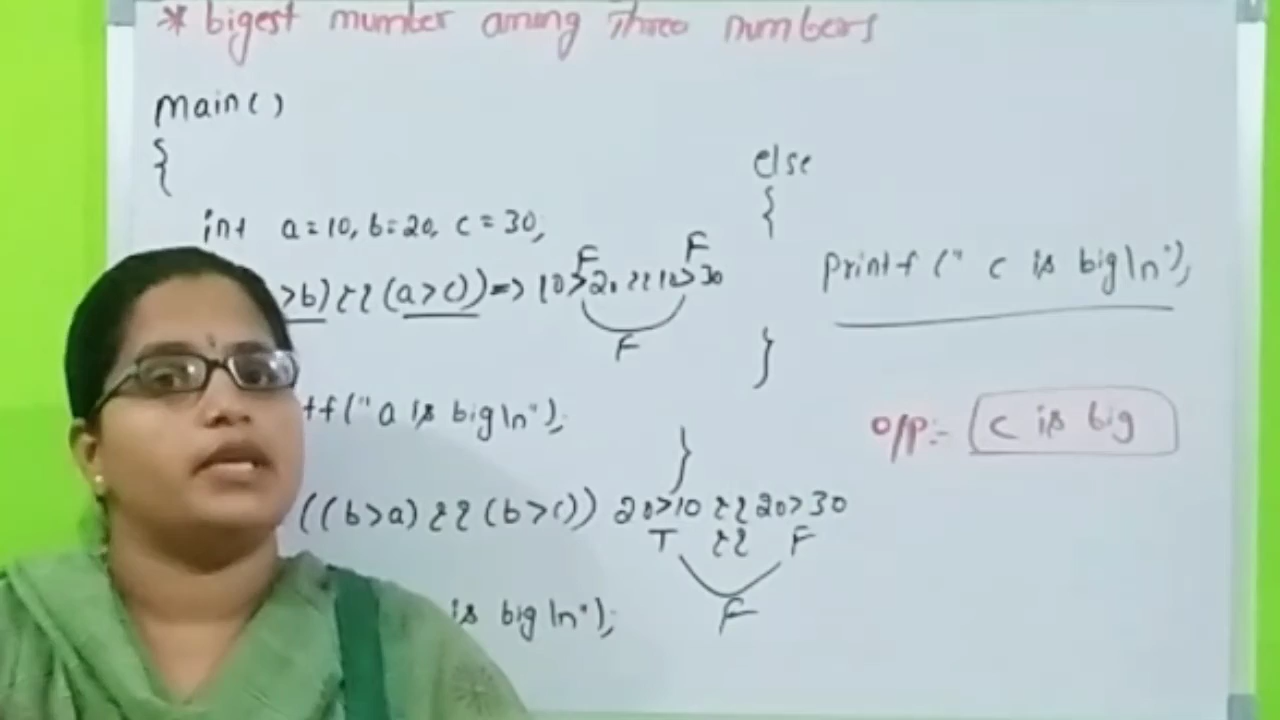 * bigest number among Three numbers
main()
{
int a=10, b=20, c=30;
>b) && (a>c)) => 10>20 && 10>30
F F
F
tf("a is big\n");
}
((b>a) && (b>c)) 20>10 && 20>30
T && F
F
is big\n");
else
{
printf(" c is big\n");
}
o/p:- c is big